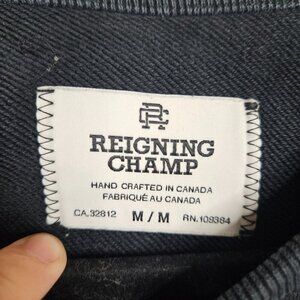 RC
REIGNING
CHAMP
HAND CRAFTED IN CANADA
FABRIQUÉ AU CANADA
CA.32812 M / M RN.109384